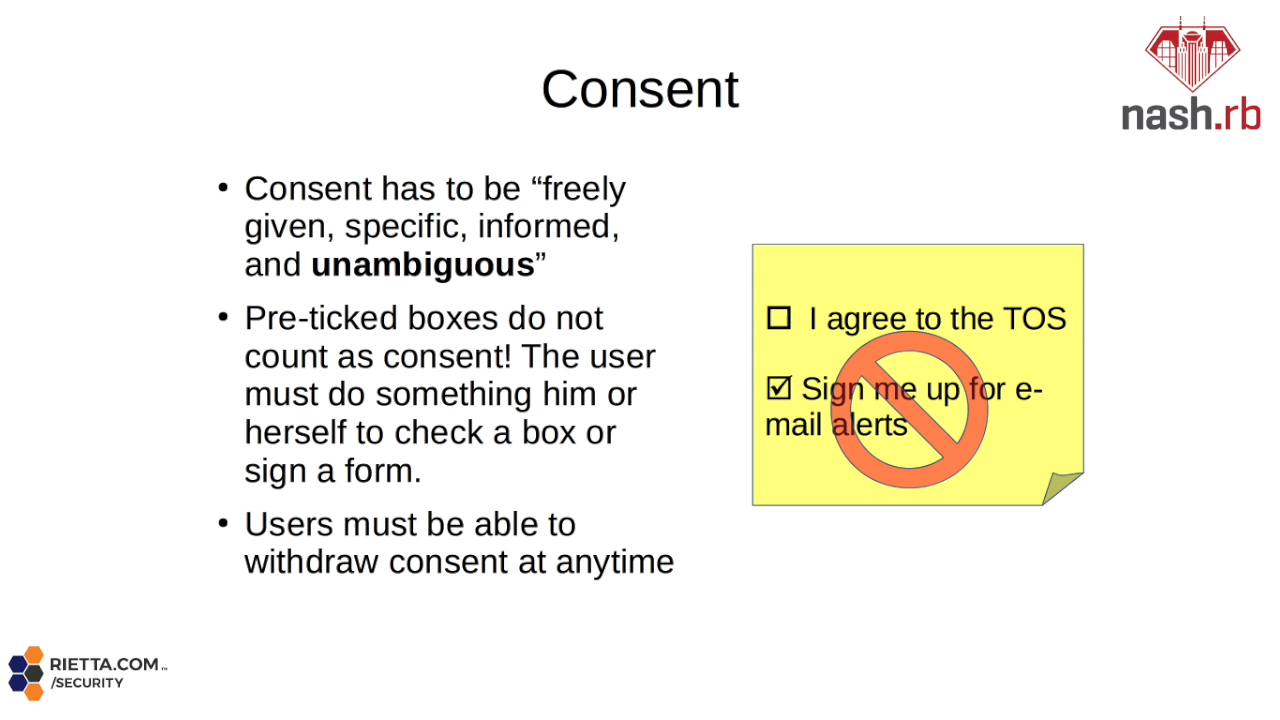 Consent
nash.rb
• Consent has to be “freely
given, specific, informed,
and unambiguous”
• Pre-ticked boxes do not
count as consent! The user
must do something him or
herself to check a box or
sign a form.
• Users must be able to
withdraw consent at anytime
☐ I agree to the TOS
☑ Sign me up for e-
mail alerts
RIETTA.COM
/SECURITY